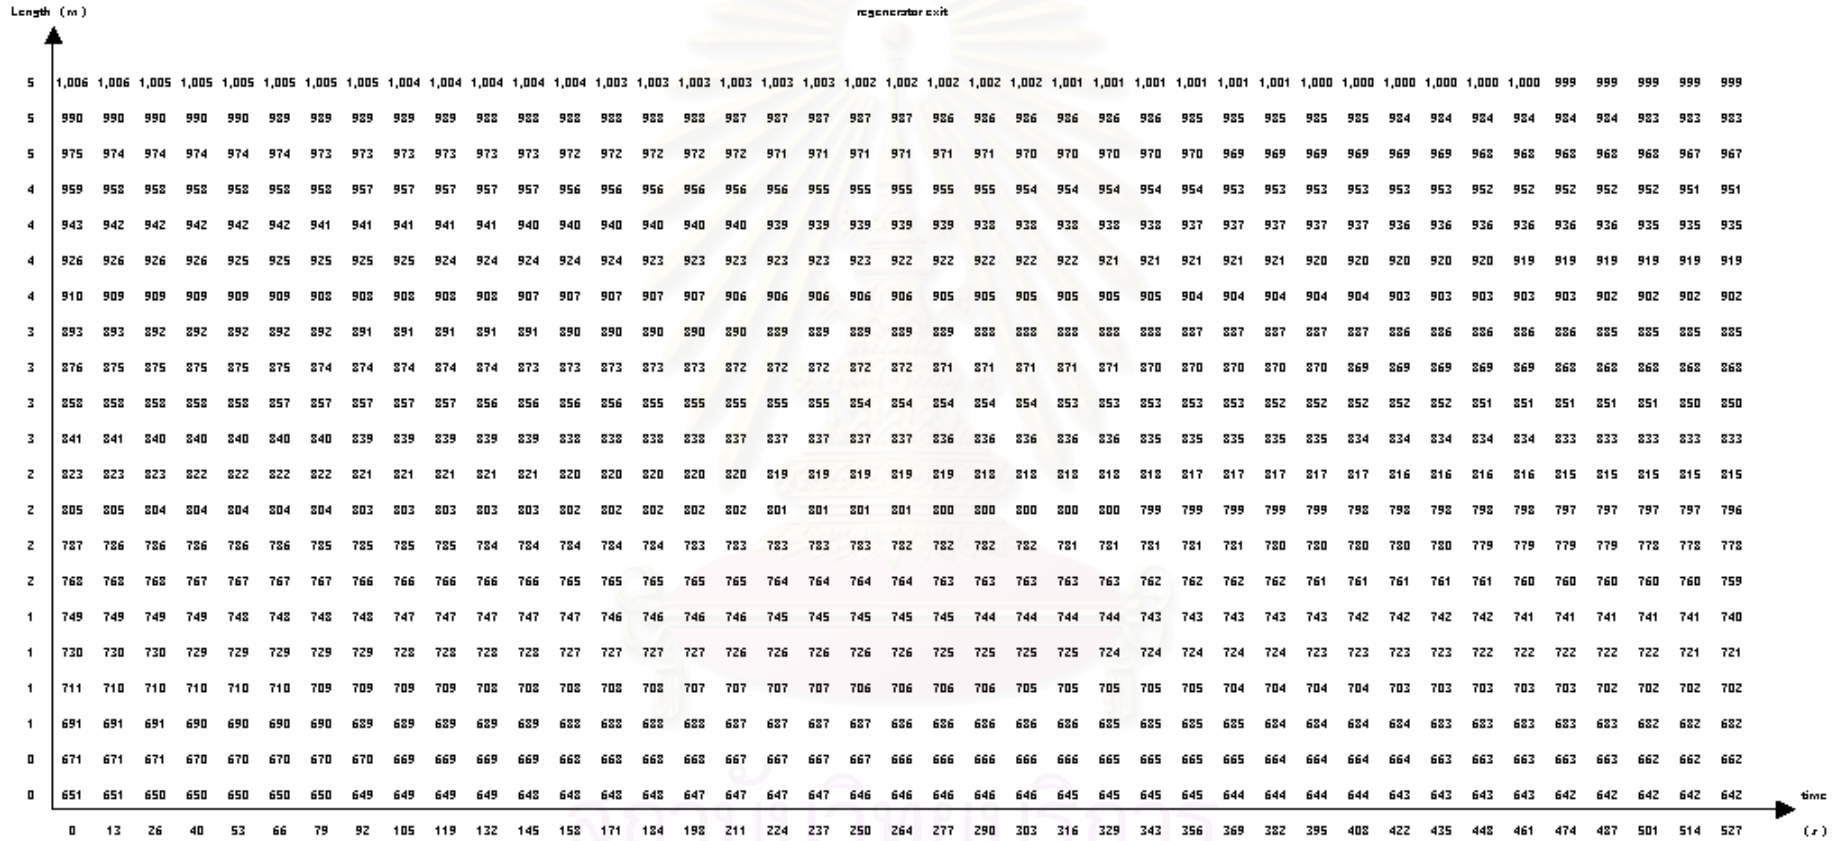 Length (m)
regenerator exit
5 1,006 1,006 1,005 1,005 1,005 1,005 1,005 1,005 1,004 1,004 1,004 1,004 1,004 1,003 1,003 1,003 1,003 1,003 1,003 1,002 1,002 1,002 1,002 1,002 1,001 1,001 1,001 1,001 1,001 1,001 1,000 1,000 1,000 1,000 1,000 1,000 999 999 999 999 999
5 990 990 990 990 990 989 989 989 989 989 988 988 988 988 988 988 987 987 987 987 987 986 986 986 986 986 986 985 985 985 985 985 984 984 984 984 984 984 983 983 983
5 975 974 974 974 974 974 973 973 973 973 973 973 972 972 972 972 972 971 971 971 971 971 971 970 970 970 970 970 969 969 969 969 969 969 968 968 968 968 968 967 967
4 959 958 958 958 958 958 958 957 957 957 957 957 956 956 956 956 956 956 955 955 955 955 955 954 954 954 954 954 953 953 953 953 953 953 952 952 952 952 952 951 951
4 943 942 942 942 942 942 941 941 941 941 941 940 940 940 940 940 940 939 939 939 939 939 938 938 938 938 938 937 937 937 937 937 936 936 936 936 936 936 935 935 935
4 926 926 926 926 925 925 925 925 925 924 924 924 924 924 923 923 923 923 923 923 922 922 922 922 922 921 921 921 921 921 920 920 920 920 920 919 919 919 919 919 919
4 910 909 909 909 909 909 908 908 908 908 908 907 907 907 907 907 906 906 906 906 906 905 905 905 905 905 905 904 904 904 904 904 903 903 903 903 903 902 902 902 902
3 893 893 892 892 892 892 892 891 891 891 891 891 890 890 890 890 890 889 889 889 889 889 888 888 888 888 888 887 887 887 887 887 886 886 886 886 886 885 885 885 885
3 876 875 875 875 875 875 874 874 874 874 874 873 873 873 873 873 872 872 872 872 872 871 871 871 871 871 870 870 870 870 870 869 869 869 869 869 868 868 868 868 868
3 858 858 858 858 858 857 857 857 857 857 856 856 856 856 855 855 855 855 855 854 854 854 854 854 853 853 853 853 853 852 852 852 852 852 851 851 851 851 851 850 850
3 841 841 840 840 840 840 840 839 839 839 839 839 838 838 838 838 837 837 837 837 837 836 836 836 836 836 835 835 835 835 835 834 834 834 834 834 833 833 833 833 833
2 823 823 823 822 822 822 822 821 821 821 821 821 820 820 820 820 820 819 819 819 819 819 818 818 818 818 818 817 817 817 817 817 816 816 816 816 815 815 815 815 815
2 805 805 804 804 804 804 804 803 803 803 803 803 802 802 802 802 802 801 801 801 801 800 800 800 800 800 799 799 799 799 799 798 798 798 798 798 797 797 797 797 796
2 787 786 786 786 786 786 785 785 785 785 784 784 784 784 784 783 783 783 783 783 782 782 782 782 781 781 781 781 781 780 780 780 780 780 779 779 779 779 778 778 778
2 768 768 768 767 767 767 767 766 766 766 766 766 765 765 765 765 765 764 764 764 764 763 763 763 763 763 762 762 762 762 761 761 761 761 761 760 760 760 760 760 759
1 749 749 749 749 748 748 748 748 747 747 747 747 747 746 746 746 746 745 745 745 745 745 744 744 744 744 743 743 743 743 743 742 742 742 742 741 741 741 741 741 740
1 730 730 730 729 729 729 729 729 728 728 728 728 727 727 727 727 726 726 726 726 726 725 725 725 725 724 724 724 724 724 723 723 723 723 722 722 722 722 722 721 721
1 711 710 710 710 710 710 709 709 709 709 708 708 708 708 708 707 707 707 707 706 706 706 706 705 705 705 705 705 704 704 704 704 703 703 703 703 703 702 702 702 702
1 691 691 691 690 690 690 690 689 689 689 689 689 688 688 688 688 687 687 687 687 686 686 686 686 686 685 685 685 685 684 684 684 684 683 683 683 683 683 682 682 682
0 671 671 671 670 670 670 670 670 669 669 669 669 668 668 668 668 667 667 667 667 666 666 666 666 666 665 665 665 665 664 664 664 664 663 663 663 663 663 662 662 662
0 651 651 650 650 650 650 650 649 649 649 649 648 648 648 648 647 647 647 647 646 646 646 646 646 645 645 645 645 644 644 644 644 643 643 643 643 642 642 642 642 642
time
0 13 26 40 53 66 79 92 105 119 132 145 158 171 184 198 211 224 237 250 264 277 290 303 316 329 343 356 369 382 395 408 422 435 448 461 474 487 501 514 527 (s)
สถาบันวิทยบริการ